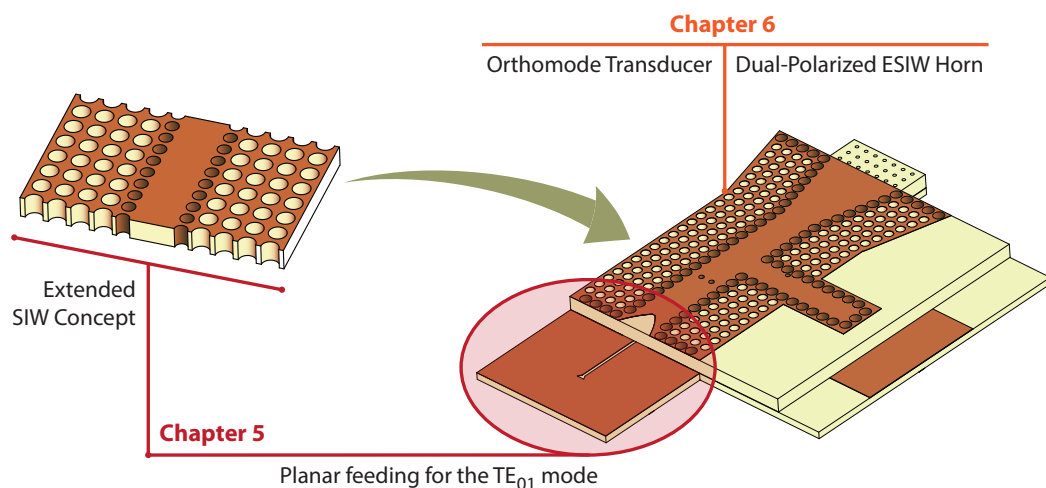 Chapter 6
Orthomode Transducer
Dual-Polarized ESIW Horn
Extended
SIW Concept
Chapter 5
Planar feeding for the TE01 mode